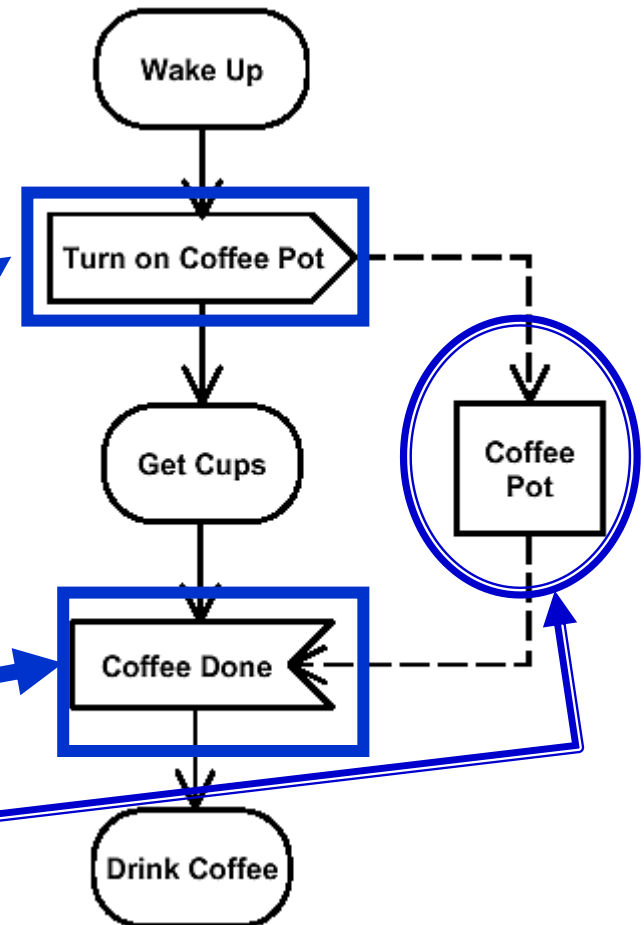 Wake Up
Turn on Coffee Pot
Get Cups
Coffee
Pot
Coffee Done
Drink Coffee